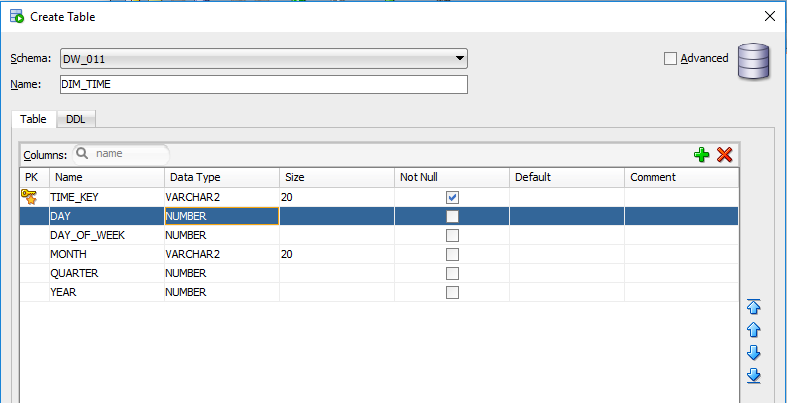 Create Table
Schema: DW_011 Advanced
Name: DIM_TIME
Table DDL
Columns: name
PK Name Data Type Size Not Null Default Comment
TIME_KEY VARCHAR2 20
DAY NUMBER
DAY_OF_WEEK NUMBER
MONTH VARCHAR2 20
QUARTER NUMBER
YEAR NUMBER